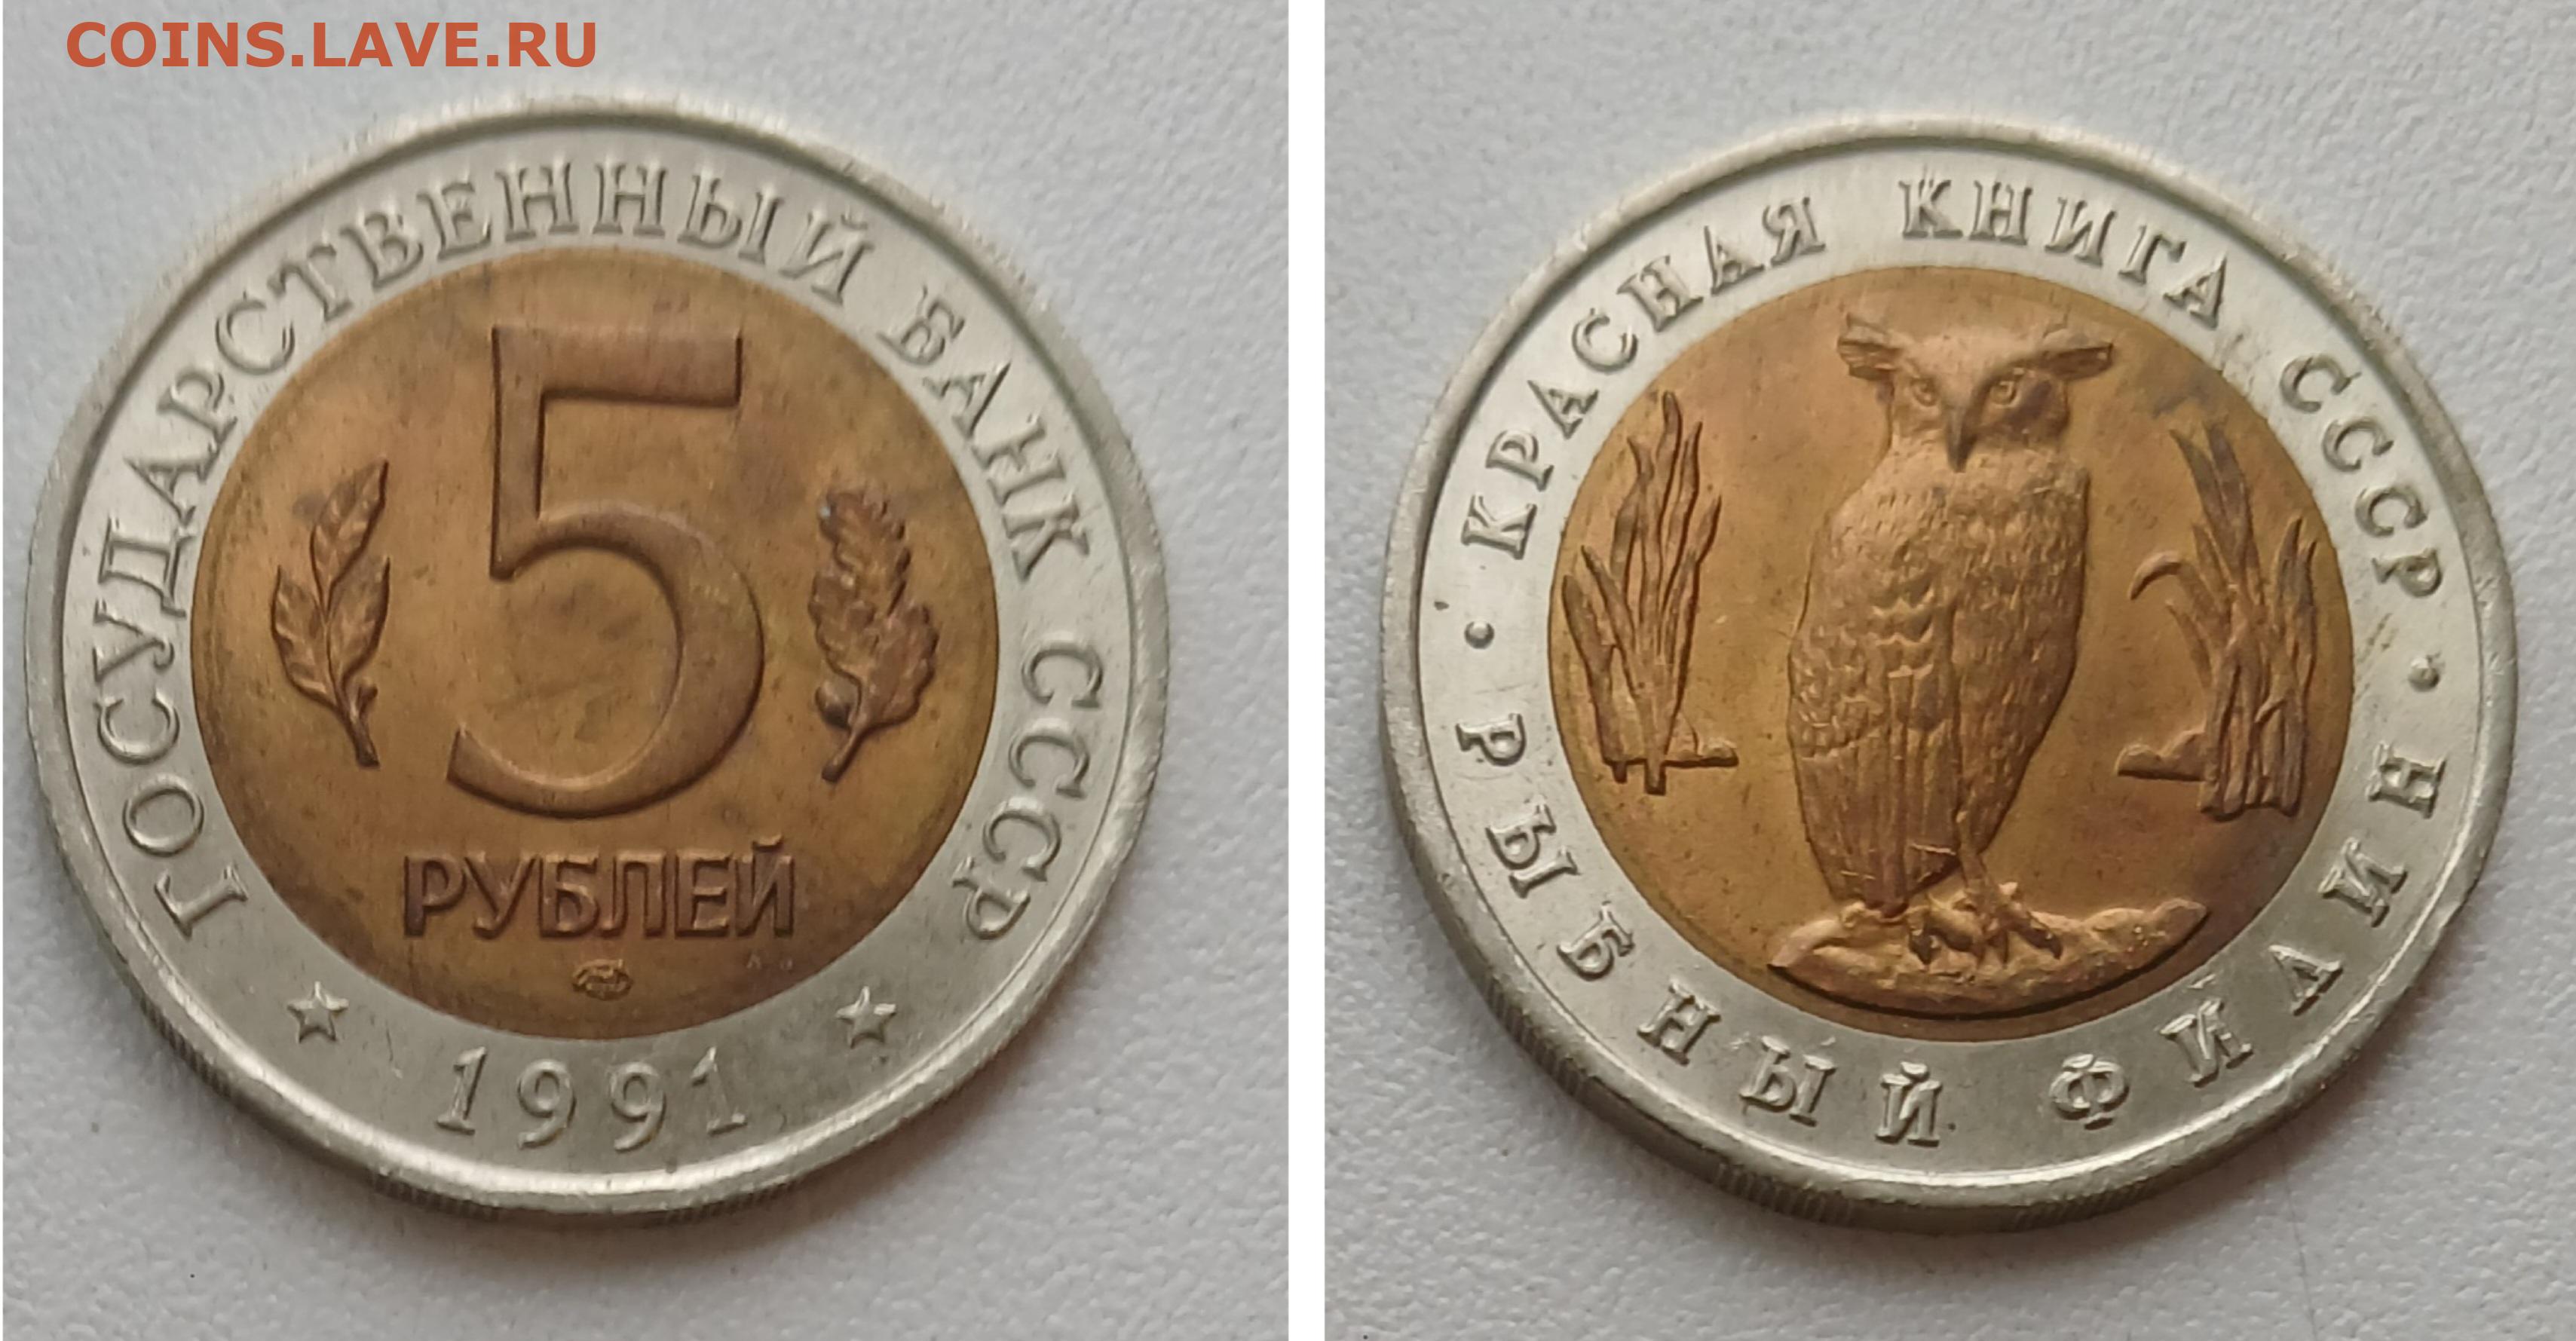 COINS.LAVE.RU
ГОСУДАРСТВЕННЫЙ БАНК СССР
5
РУБЛЕЙ
1991
КРАСНАЯ КНИГА СССР
РЫБНЫЙ ФИЛИН